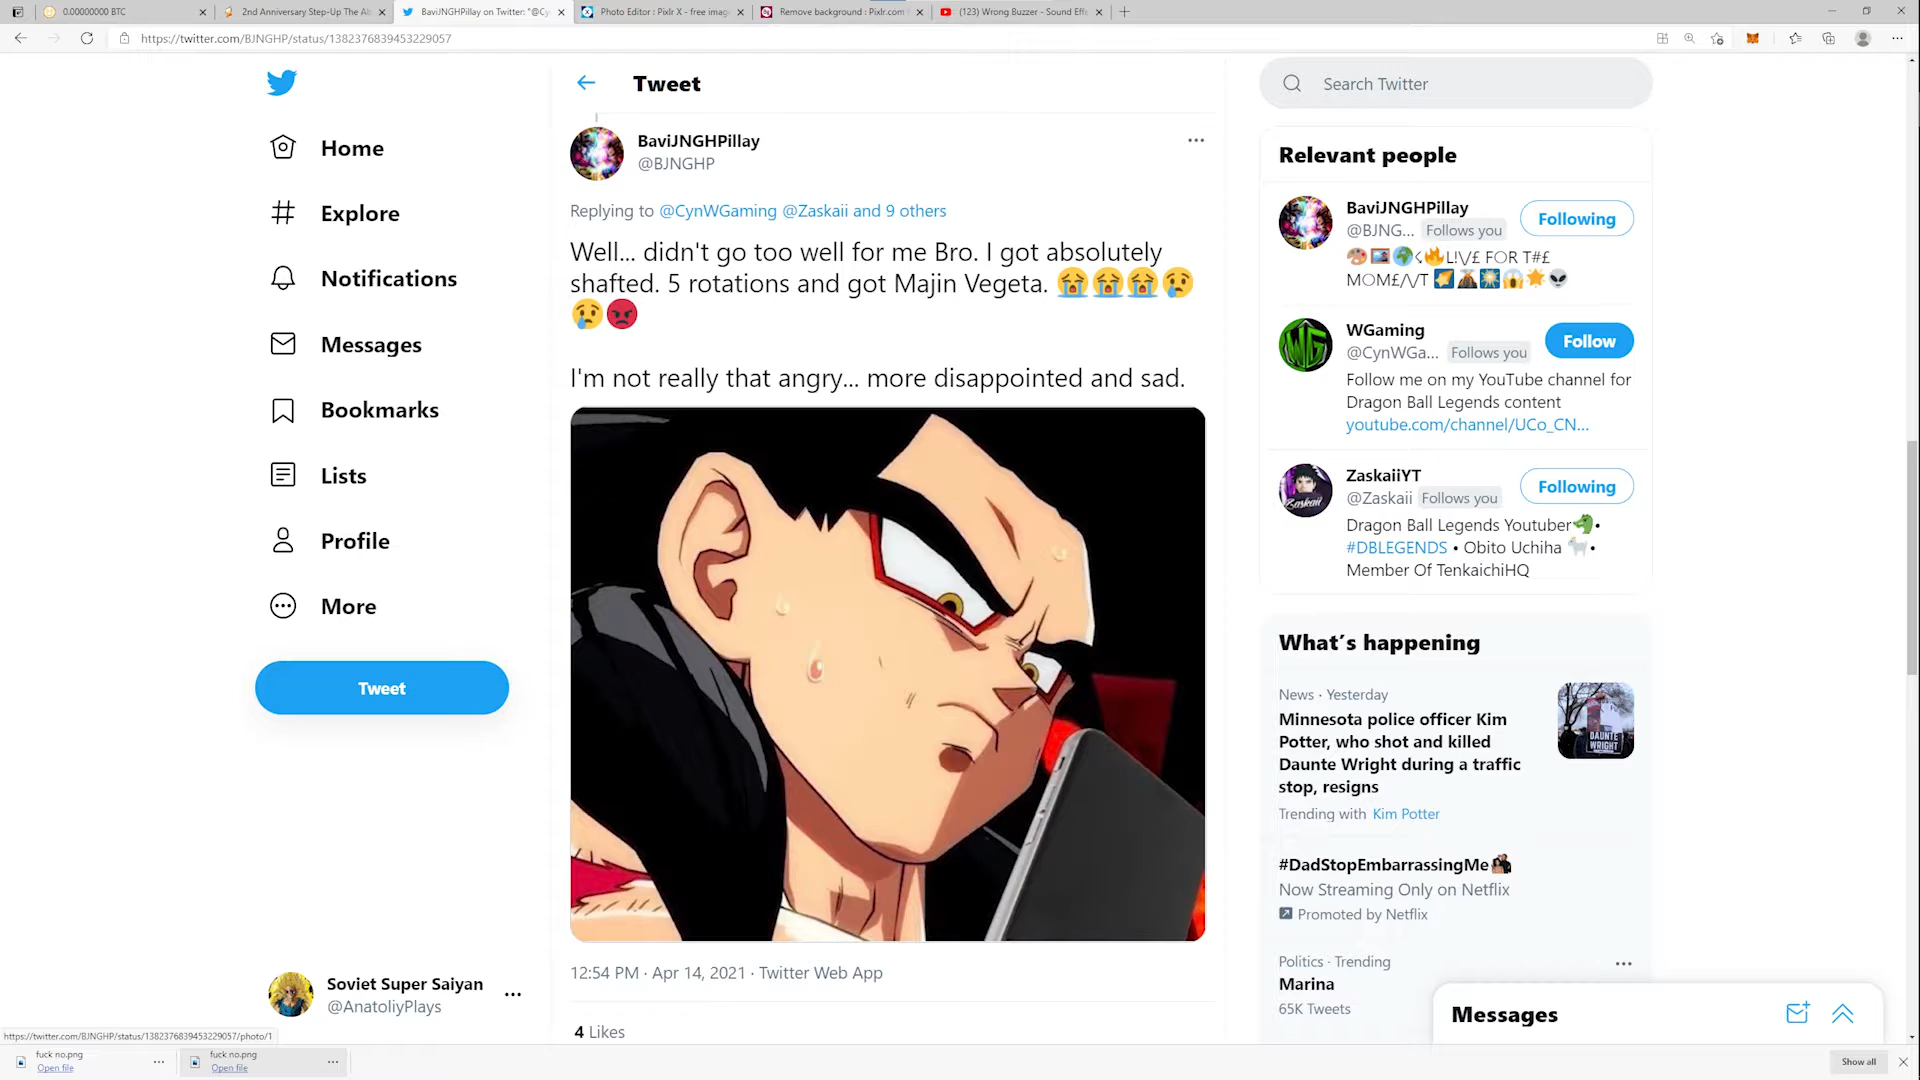 0.00000000 BTC
2nd Anniversary Step-Up The Al
BaviJNGHPillay on Twitter: "@Cy
Photo Editor : Pixlr X - free imag
Remove background : Pixlr.com
(123) Wrong Buzzer - Sound Effe
https://twitter.com/BJNGHP/status/1382376839453229057
Home
Explore
Notifications
Messages
Bookmarks
Lists
Profile
More
Tweet
Soviet Super Saiyan
@AnatoliyPlays
Tweet
BaviJNGHPillay
@BJNGHP
Replying to @CynWGaming @Zaskaii and 9 others
Well... didn't go too well for me Bro. I got absolutely
shafted. 5 rotations and got Majin Vegeta. 😭😭😭😢
😢😡
I'm not really that angry... more disappointed and sad.
12:54 PM · Apr 14, 2021 · Twitter Web App
4 Likes
Search Twitter
Relevant people
BaviJNGHPillay
@BJNG... Follows you
Following
L!\/£ FOR T#£
MOM£/\/T
WGaming
@CynWGa... Follows you
Follow
Follow me on my YouTube channel for
Dragon Ball Legends content
youtube.com/channel/UCo_CN...
ZaskaiiYT
@Zaskaii Follows you
Following
Dragon Ball Legends Youtuber🐉•
#DBLEGENDS • Obito Uchiha 🐐•
Member Of TenkaichiHQ
What's happening
News · Yesterday
Minnesota police officer Kim
Potter, who shot and killed
Daunte Wright during a traffic
stop, resigns
Trending with Kim Potter
DAUNTE
WRIGHT
#DadStopEmbarrassingMe
Now Streaming Only on Netflix
Promoted by Netflix
Politics · Trending
Marina
65K Tweets
Messages
https://twitter.com/BJNGHP/status/1382376839453229057/photo/1
fuck no.png
Open file
fuck no.png
Open file
Show all